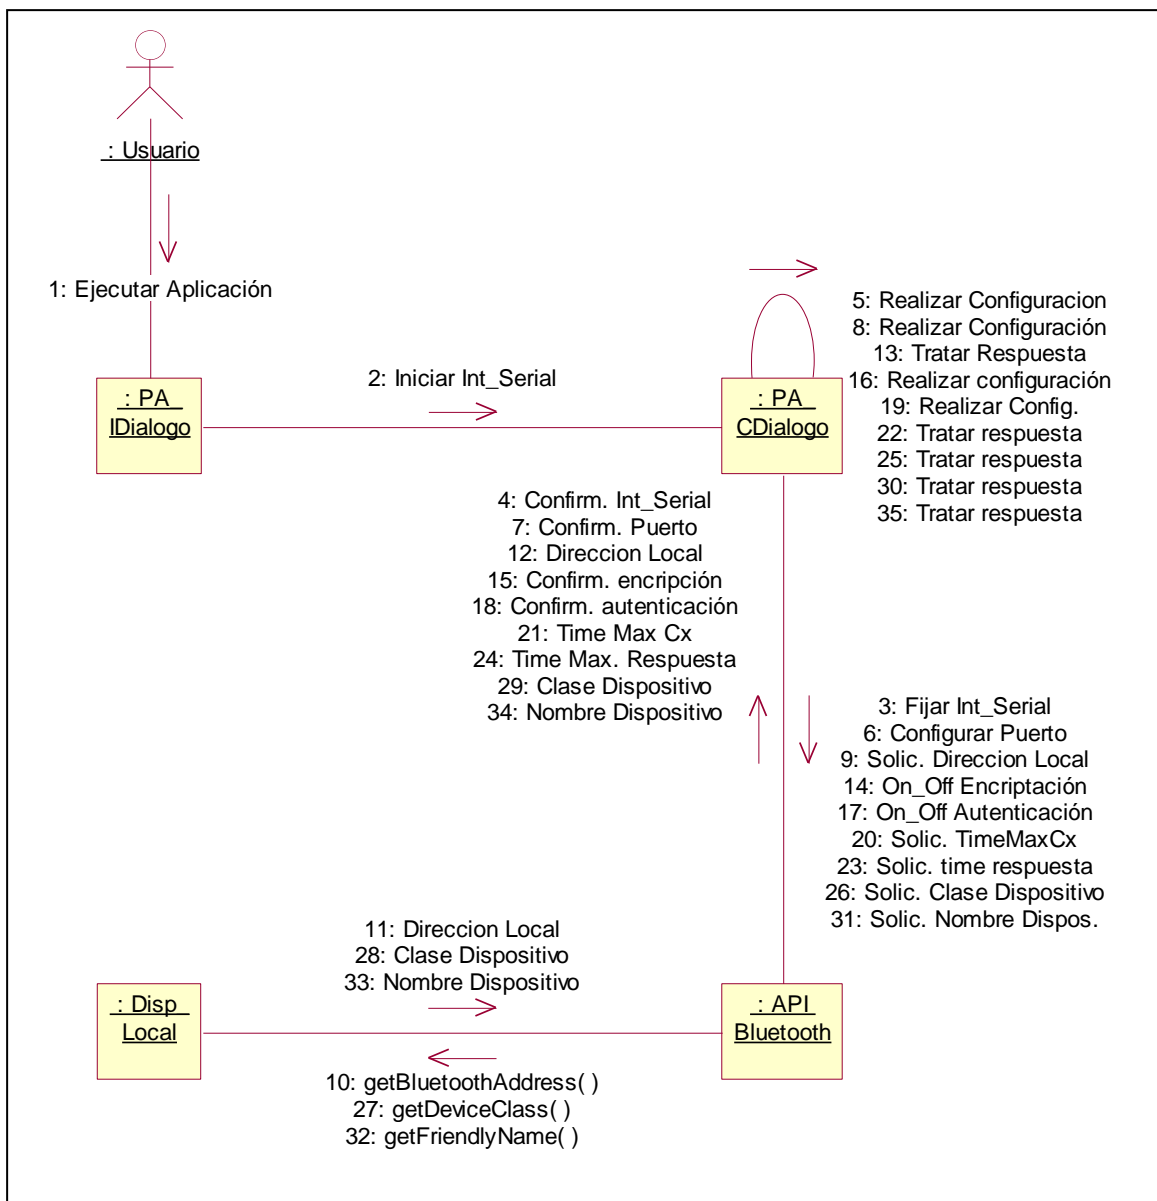 : Usuario
1: Ejecutar Aplicación
2: Iniciar Int_Serial
: PA_
IDialogo
: PA_
CDialogo
5: Realizar Configuracion
8: Realizar Configuración
13: Tratar Respuesta
16: Realizar configuración
19: Realizar Config.
22: Tratar respuesta
25: Tratar respuesta
30: Tratar respuesta
35: Tratar respuesta
4: Confirm. Int_Serial
7: Confirm. Puerto
12: Direccion Local
15: Confirm. encripción
18: Confirm. autenticación
21: Time Max Cx
24: Time Max. Respuesta
29: Clase Dispositivo
34: Nombre Dispositivo
3: Fijar Int_Serial
6: Configurar Puerto
9: Solic. Direccion Local
14: On_Off Encriptación
17: On_Off Autenticación
20: Solic. TimeMaxCx
23: Solic. time respuesta
26: Solic. Clase Dispositivo
31: Solic. Nombre Dispos.
11: Direccion Local
28: Clase Dispositivo
33: Nombre Dispositivo
: Disp_
Local
: API
Bluetooth
10: getBluetoothAddress( )
27: getDeviceClass( )
32: getFriendlyName( )